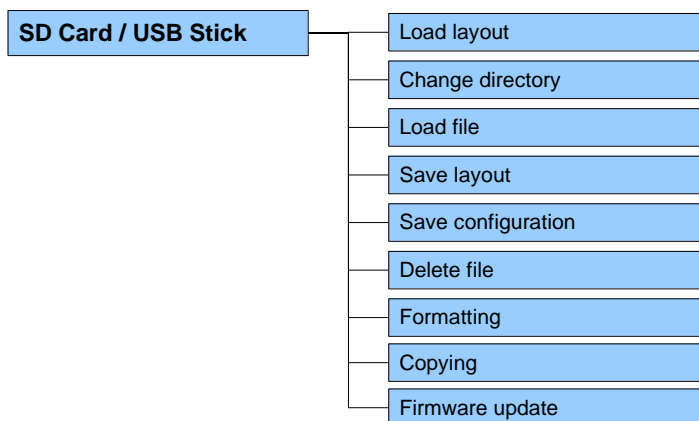 SD Card / USB Stick
Load layout
Change directory
Load file
Save layout
Save configuration
Delete file
Formatting
Copying
Firmware update